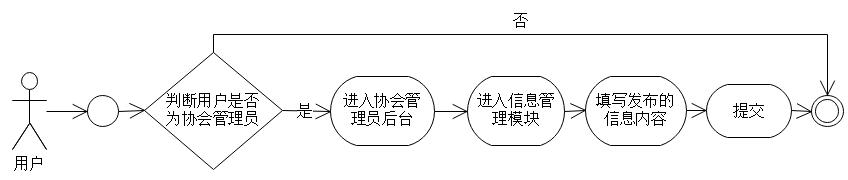 否
判断用户是否
为协会管理员
是
进入协会管
理员后台
进入信息管
理模块
填写发布的
信息内容
提交
用户